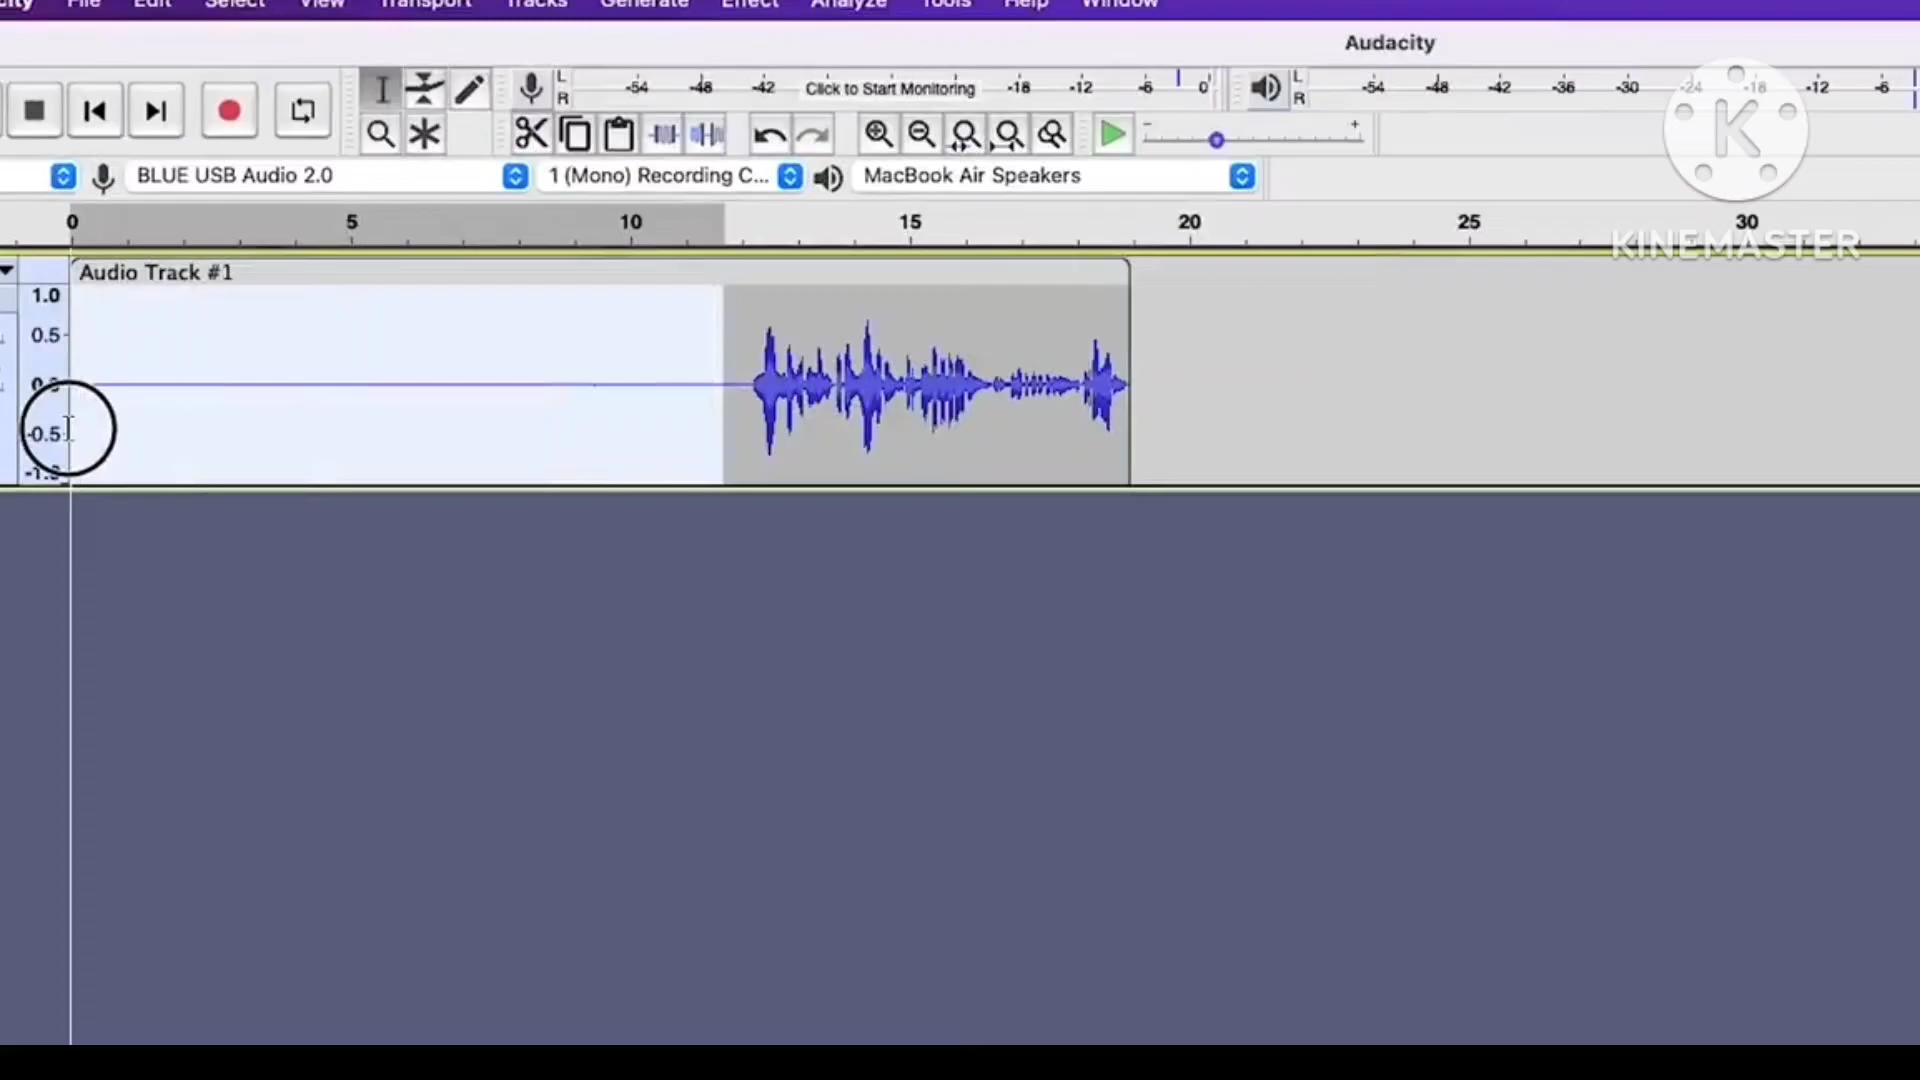 File Edit Select View Transport Tracks Generate Effect Analyze Tools Help Window
Audacity
L
R
-54 -48 -42 Click to Start Monitoring -18 -12 -6 0
L
R
-54 -48 -42 -36 -30 -24 -18 -12 -6
K
- +
BLUE USB Audio 2.0 1 (Mono) Recording C... MacBook Air Speakers
0 5 10 15 20 25 30
KINEMASTER
Audio Track #1
1.0
0.5
0.0
-0.5
-1.0